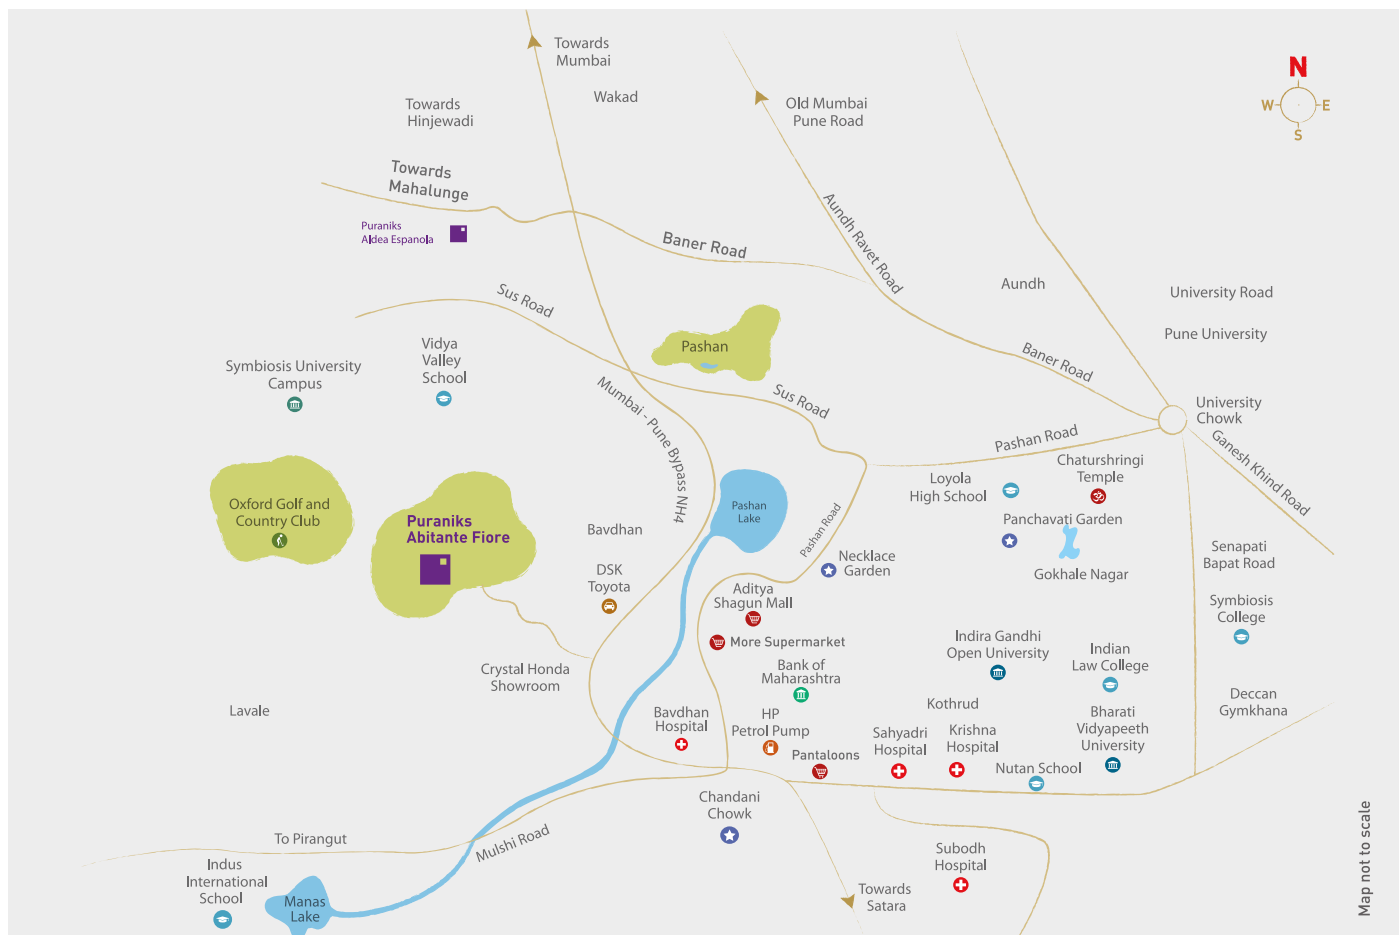 Towards
Mumbai
Wakad
Towards
Hinjewadi
Old Mumbai
Pune Road
N
W
E
S
Towards
Mahalunge
Puraniks
Aldea Espanola
Baner Road
Aundh Ravet Road
Aundh
University Road
Pune University
Sus Road
Pashan
Vidya
Valley
School
Symbiosis University
Campus
Baner Road
Mumbai - Pune Bypass NH4
Sus Road
University
Chowk
Pashan Road
Ganesh Khind Road
Chaturshringi
Temple
Loyola
High School
Oxford Golf and
Country Club
Puraniks
Abitante Fiore
Pashan
Lake
Bavdhan
Pashan Road
Panchavati Garden
Gokhale Nagar
Senapati
Bapat Road
Necklace
Garden
DSK
Toyota
Aditya
Shagun Mall
More Supermarket
Symbiosis
College
Indira Gandhi
Open University
Indian
Law College
Bank of
Maharashtra
Crystal Honda
Showroom
Lavale
Kothrud
Deccan
Gymkhana
Bavdhan
Hospital
HP
Petrol Pump
Pantaloons
Sahyadri
Hospital
Krishna
Hospital
Bharati
Vidyapeeth
University
Nutan School
Chandani
Chowk
To Pirangut
Mulshi Road
Indus
International
School
Manas
Lake
Subodh
Hospital
Towards
Satara
Map not to scale